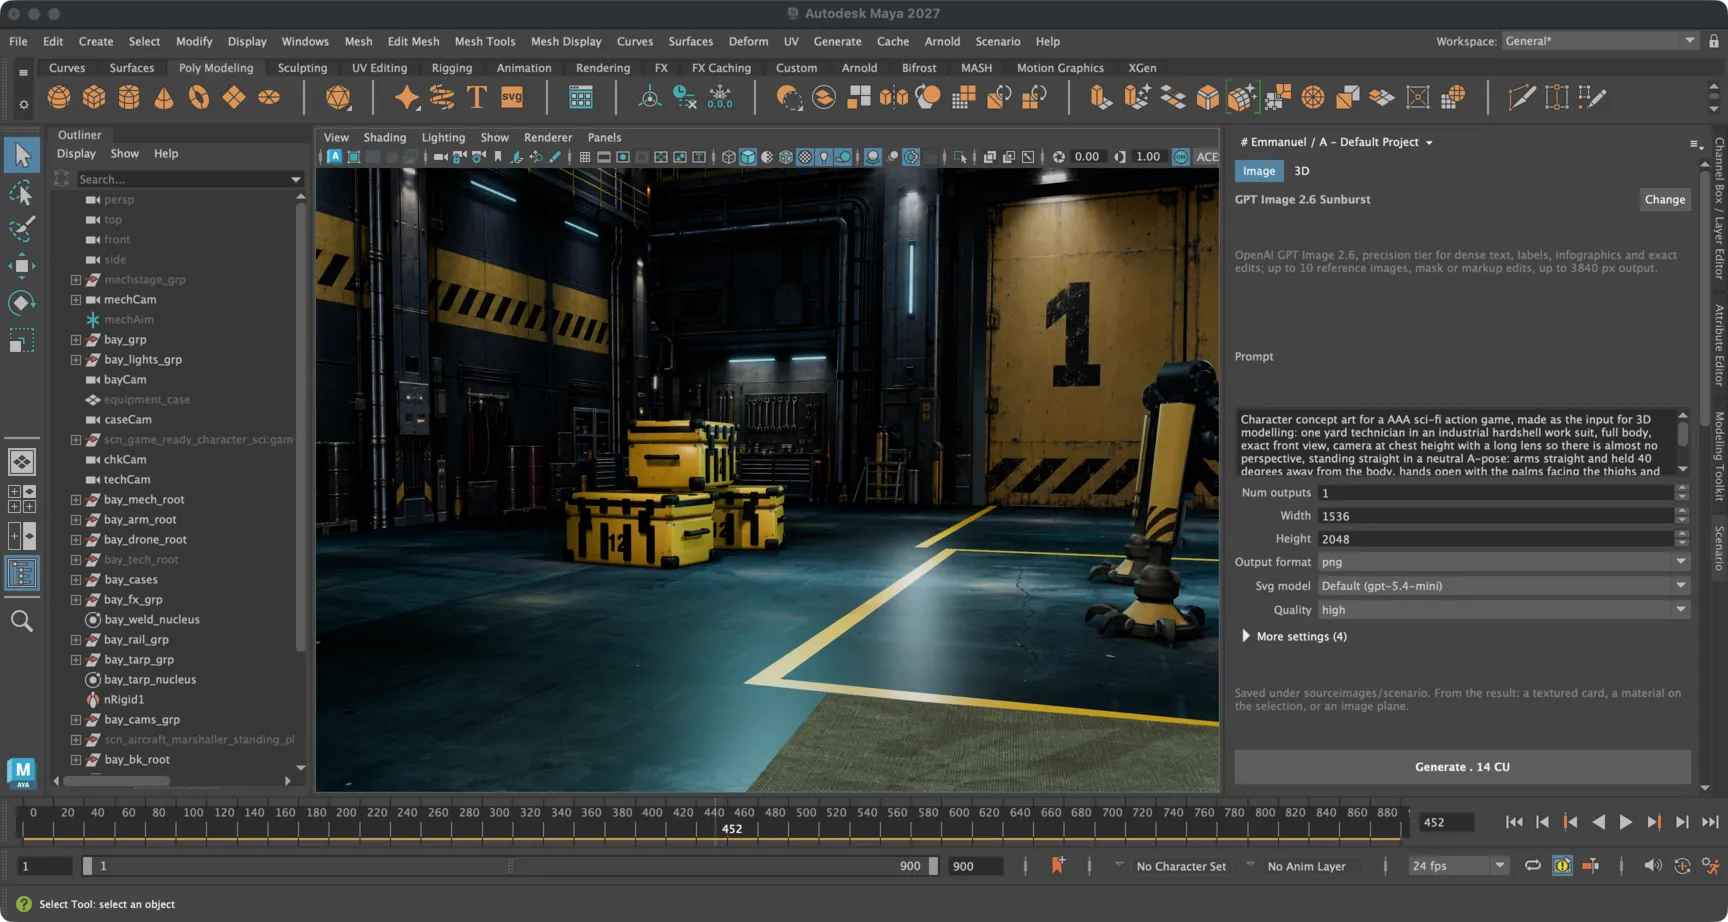 Autodesk Maya 2027
File Edit Create Select Modify Display Windows Mesh Edit Mesh Mesh Tools Mesh Display Curves Surfaces Deform UV Generate Cache Arnold Scenario Help
Workspace: General*
Curves Surfaces Poly Modeling Sculpting UV Editing Rigging Animation Rendering FX FX Caching Custom Arnold Bifrost MASH Motion Graphics XGen
T svg 0,0,0
Outliner
Display Show Help
Search...
persp
top
front
side
mechstage_grp
mechCam
mechAim
bay_grp
bay_lights_grp
bayCam
equipment_case
caseCam
scn_game_ready_character_sci:gam
chkCam
techCam
bay_mech_root
bay_arm_root
bay_drone_root
bay_tech_root
bay_cases
bay_fx_grp
bay_weld_nucleus
bay_rail_grp
bay_tarp_grp
bay_tarp_nucleus
nRigid1
bay_cams_grp
scn_aircraft_marshaller_standing_pl
bay_bk_root
M
AYA
View Shading Lighting Show Renderer Panels
0.00 1.00 ON ACE
1
12
# Emmanuel / A - Default Project
Image 3D
GPT Image 2.6 Sunburst
Change
OpenAI GPT Image 2.6, precision tier for dense text, labels, infographics and exact
edits; up to 10 reference images, mask or markup edits, up to 3840 px output.
Prompt
Character concept art for a AAA sci-fi action game, made as the input for 3D
modelling: one yard technician in an industrial hardshell work suit, full body,
exact front view, camera at chest height with a long lens so there is almost no
perspective, standing straight in a neutral A-pose: arms straight and held 40
degrees away from the body, hands open with the palms facing the thighs and
Num outputs 1
Width 1536
Height 2048
Output format png
Svg model Default (gpt-5.4-mini)
Quality high
More settings (4)
Saved under sourceimages/scenario. From the result: a textured card, a material on
the selection, or an image plane.
Generate . 14 CU
Channel Box / Layer Editor
Attribute Editor
Modeling Toolkit
Scenario
0 20 40 60 80 100 120 140 160 180 200 220 240 260 280 300 320 340 360 380 400 420 440 460 480 500 520 540 560 580 600 620 640 660 680 700 720 740 760 780 800 820 840 860 880
452
452
1 1 900 900
No Character Set
No Anim Layer
24 fps
Select Tool: select an object